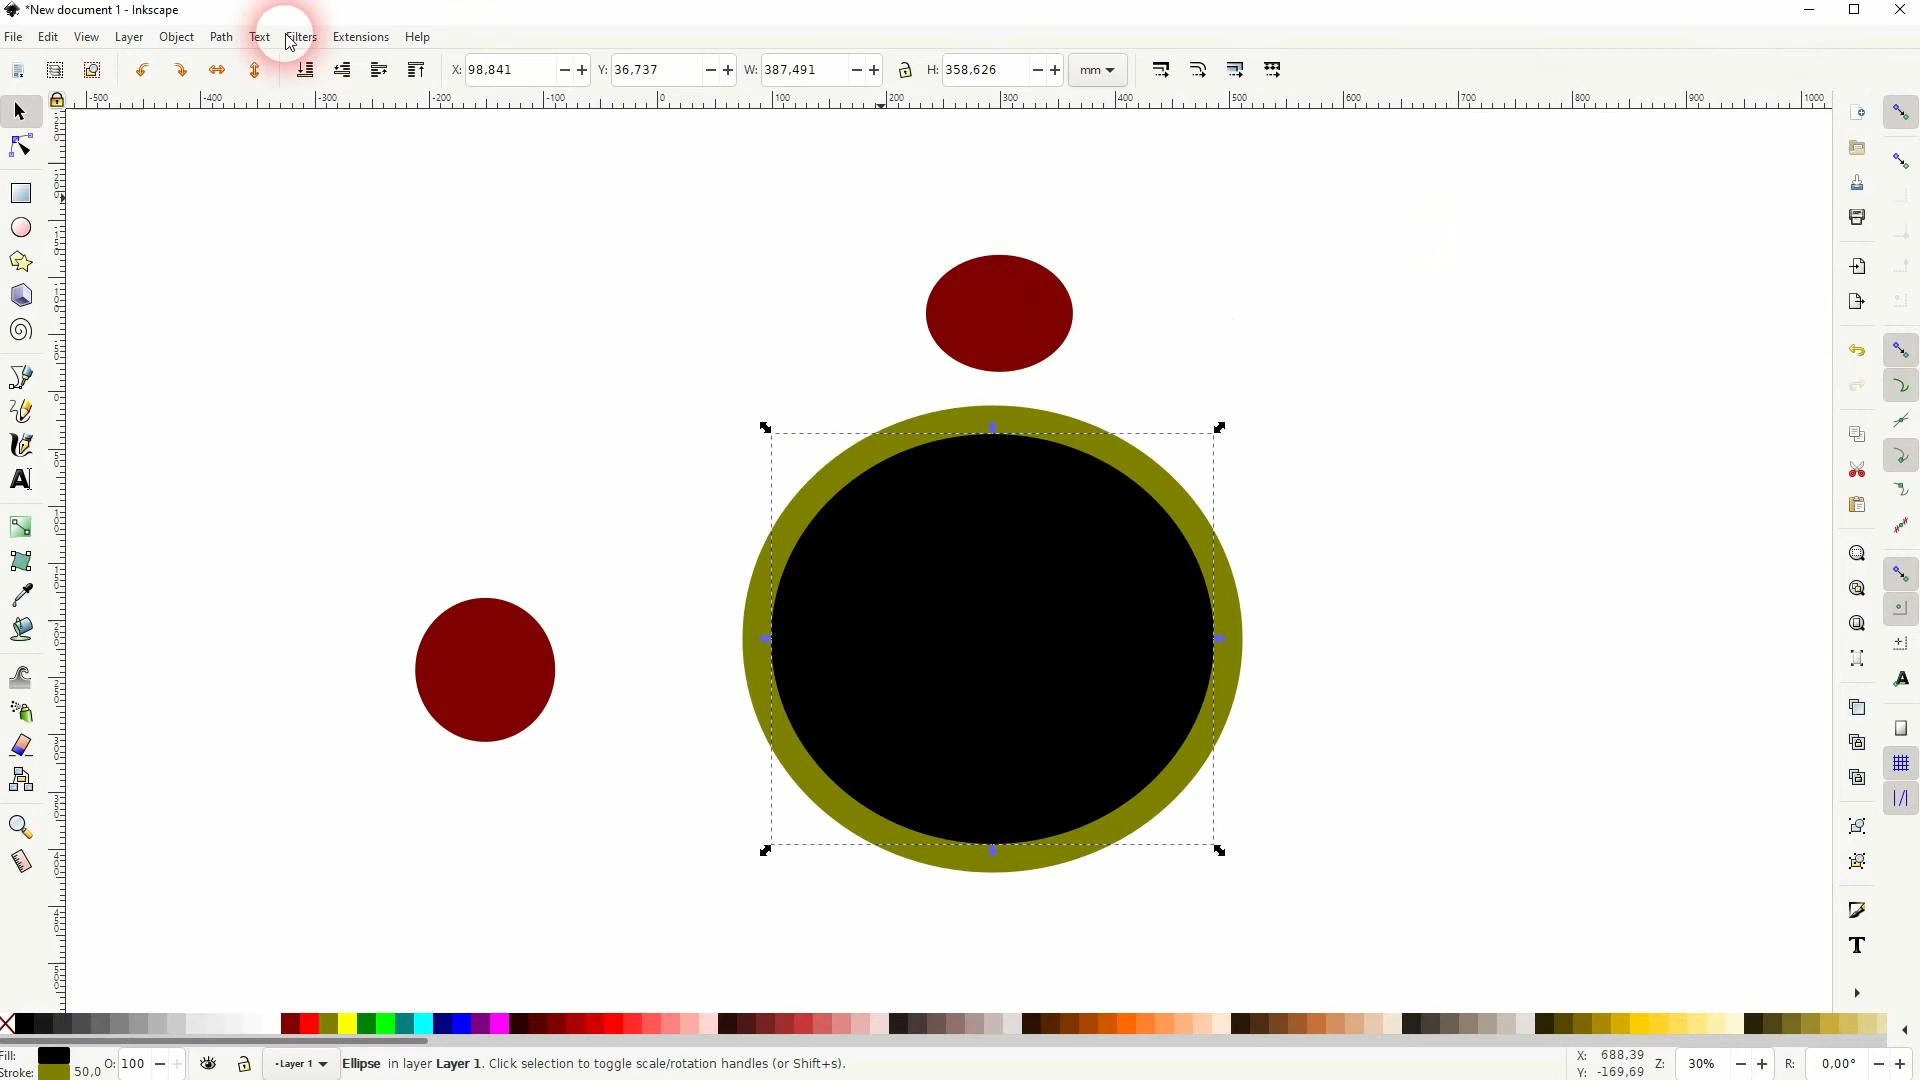 *New document 1 - Inkscape
File Edit View Layer Object Path Text Filters Extensions Help
X: 98,841 Y: 36,737 W: 387,491 H: 358,626 mm
-500 -400 -300 -200 -100 0 100 200 300 400 500 600 700 800 900 1000
Fill:
Stroke: 50,0
O: 100
Layer 1
Ellipse in layer Layer 1. Click selection to toggle scale/rotation handles (or Shift+s).
X: 688,39
Y: -169,69
Z: 30%
R: 0,00°